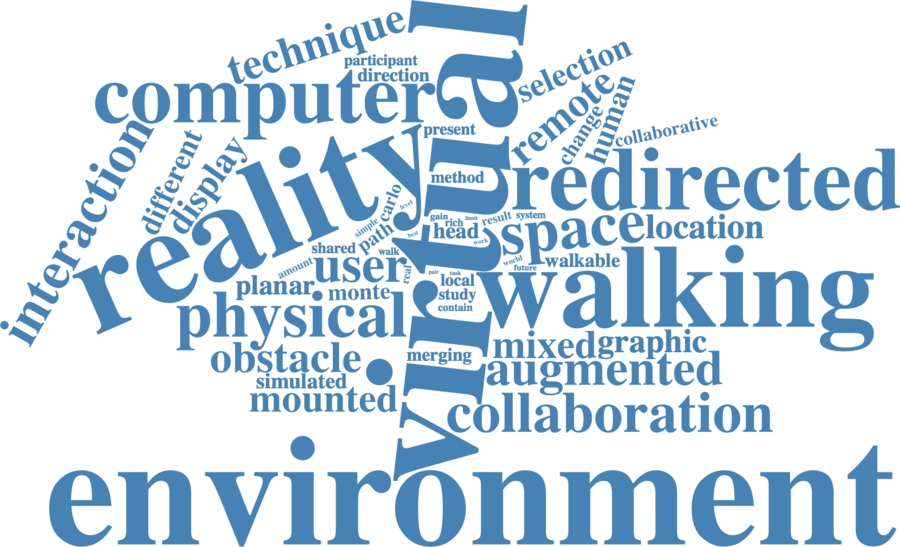 technique
participant
direction
computer
virtual
selection
remote
change
human
collaborative
interaction
different
display
reality
present
method
redirected
carlo
level
simple
path
best
gain
rich
limit
result
system
head
work
space
location
shared
walk
amount
user
real
world
future
walkable
planar
monte
pair
task
local
study
contain
walking
physical
obstacle
merging
mixed
graphic
simulated
augmented
mounted
collaboration
environment